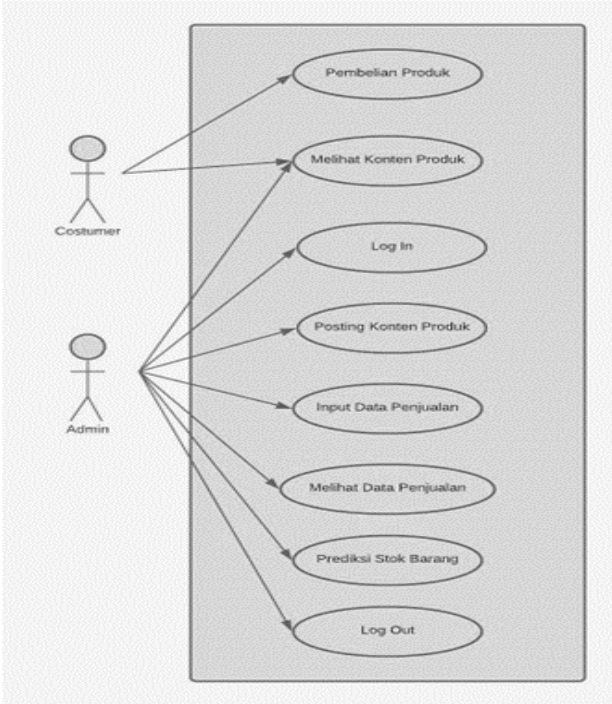 Pembelian Produk
Melihat Konten Produk
Costumer
Log In
Posting Konten Produk
Admin
Input Data Penjualan
Melihat Data Penjualan
Prediksi Stok Barang
Log Out